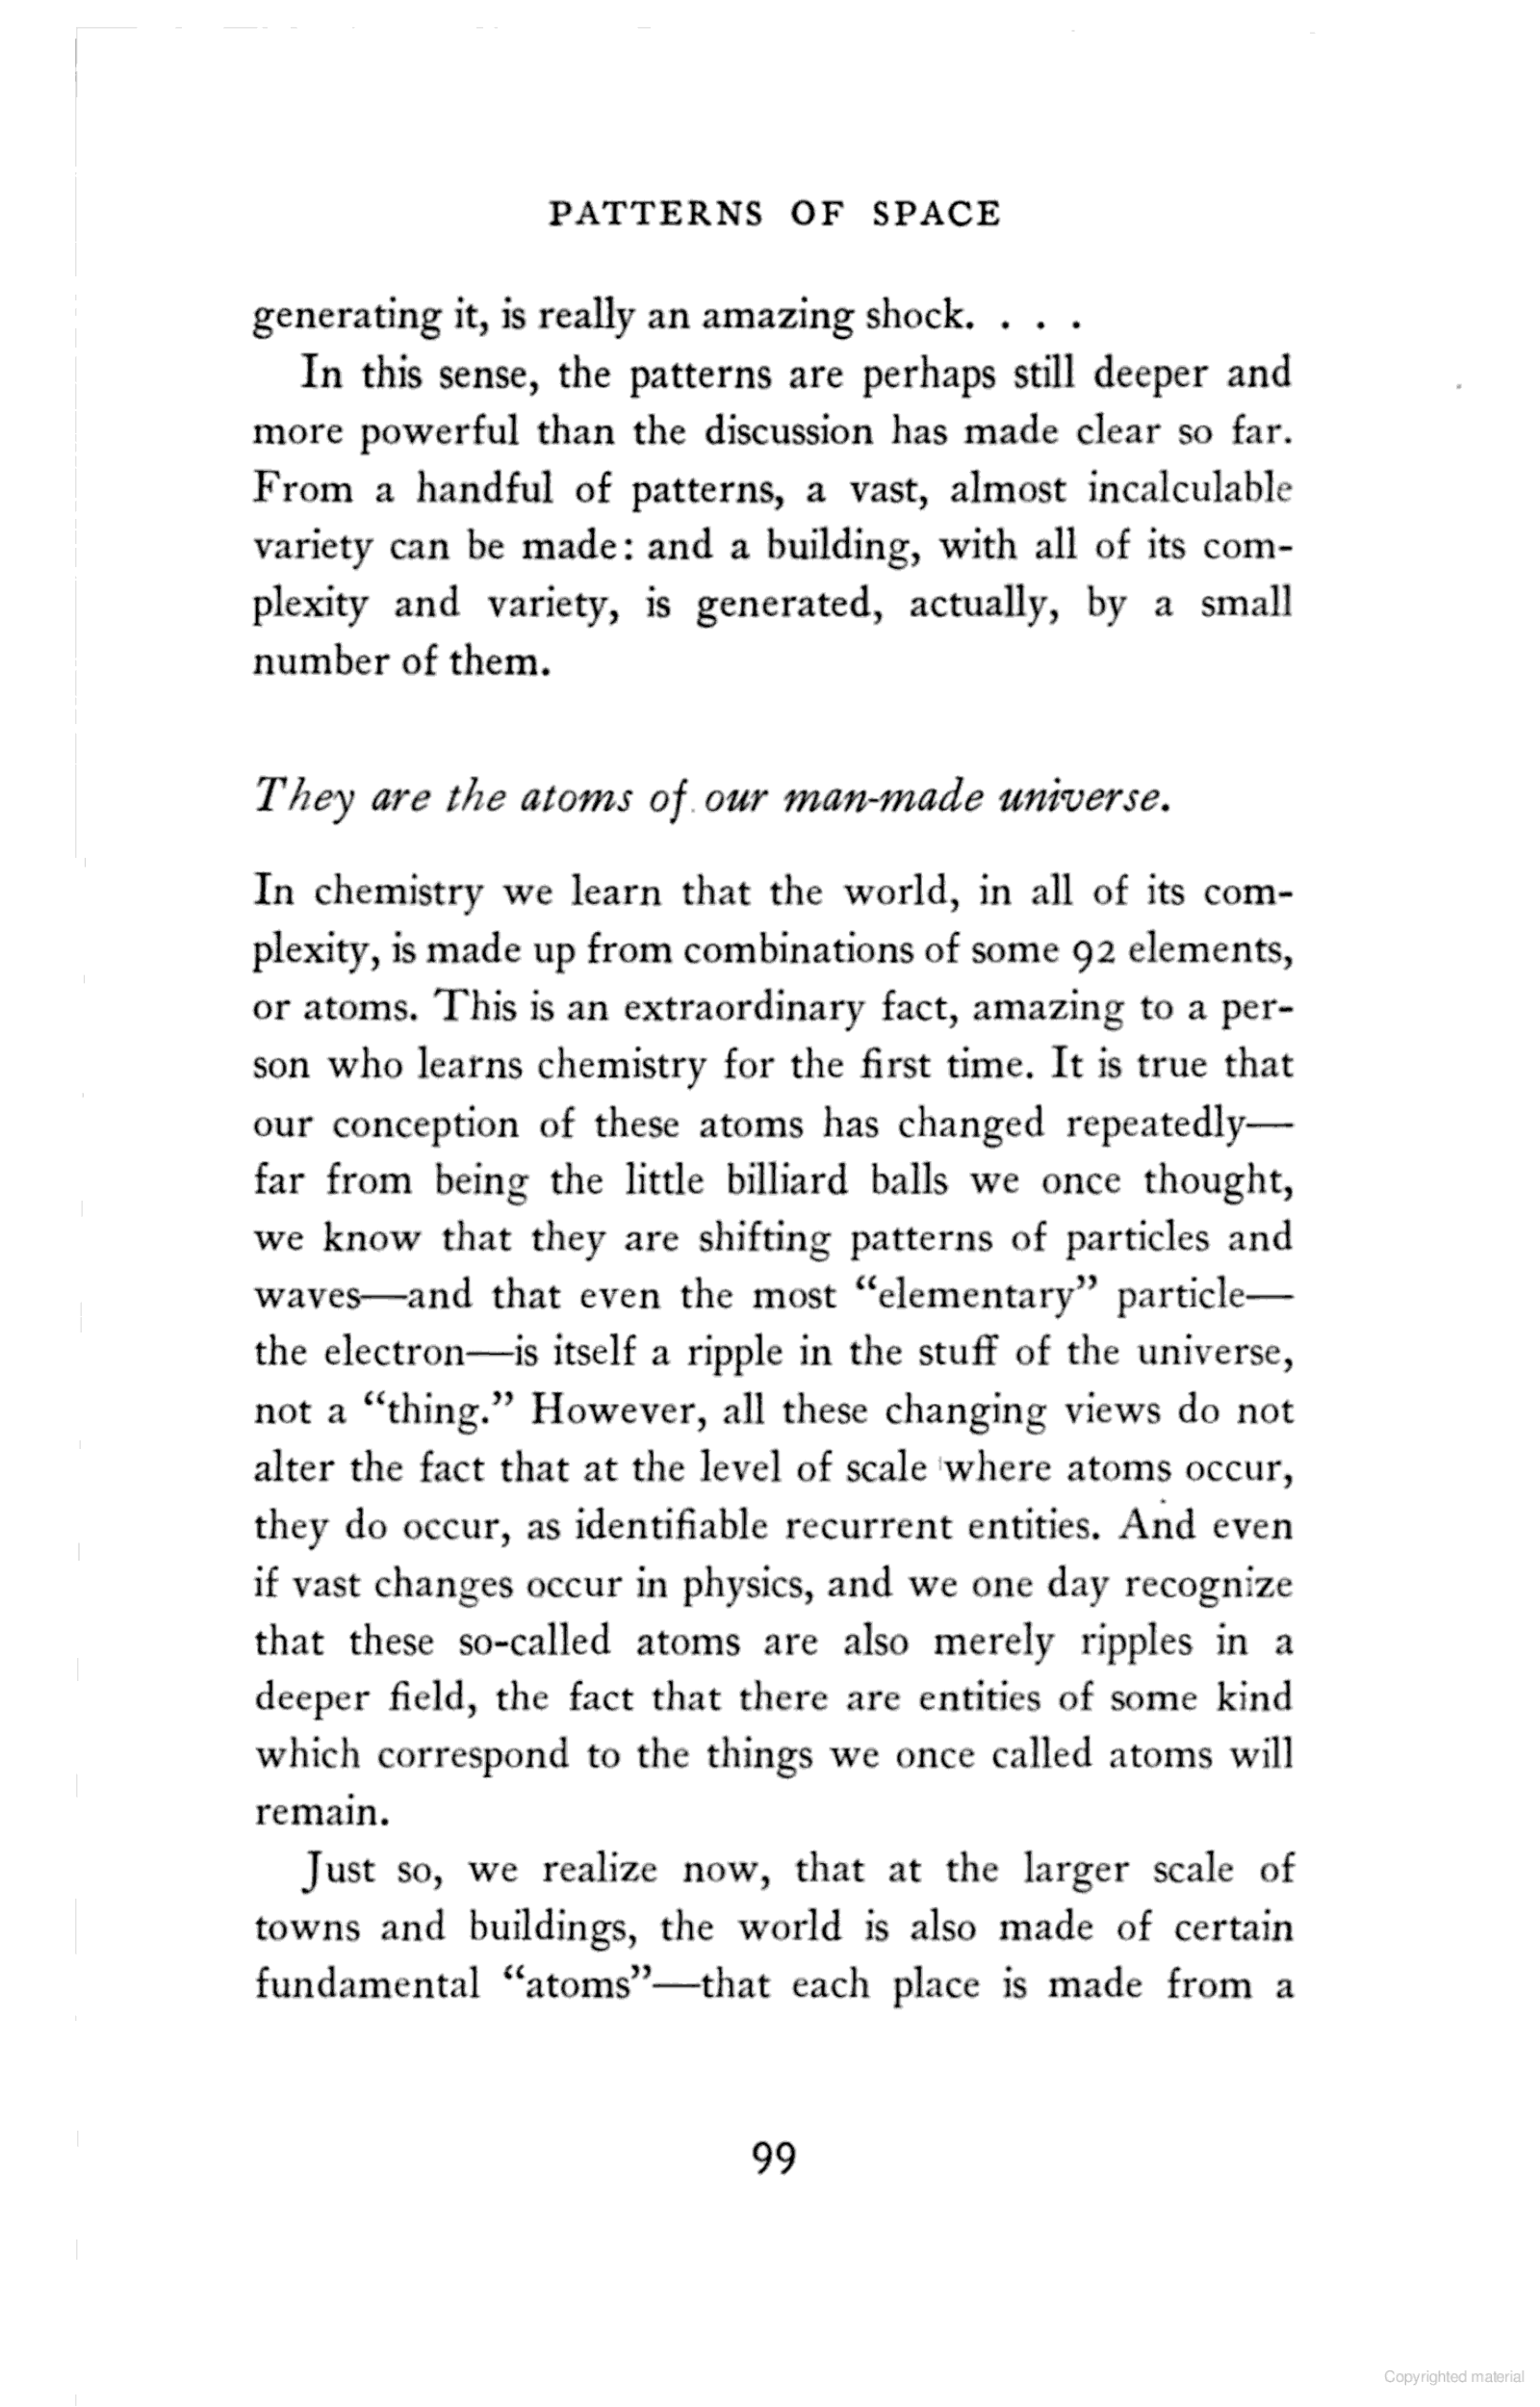 PATTERNS OF SPACE
generating it, is really an amazing shock. . . .
In this sense, the patterns are perhaps still deeper and
more powerful than the discussion has made clear so far.
From a handful of patterns, a vast, almost incalculable
variety can be made: and a building, with all of its com-
plexity and variety, is generated, actually, by a small
number of them.
They are the atoms of our man-made universe.
In chemistry we learn that the world, in all of its com-
plexity, is made up from combinations of some 92 elements,
or atoms. This is an extraordinary fact, amazing to a per-
son who learns chemistry for the first time. It is true that
our conception of these atoms has changed repeatedly—
far from being the little billiard balls we once thought,
we know that they are shifting patterns of particles and
waves—and that even the most “elementary” particle—
the electron—is itself a ripple in the stuff of the universe,
not a “thing.” However, all these changing views do not
alter the fact that at the level of scale where atoms occur,
they do occur, as identifiable recurrent entities. And even
if vast changes occur in physics, and we one day recognize
that these so-called atoms are also merely ripples in a
deeper field, the fact that there are entities of some kind
which correspond to the things we once called atoms will
remain.
Just so, we realize now, that at the larger scale of
towns and buildings, the world is also made of certain
fundamental “atoms”—that each place is made from a
99
Copyrighted material